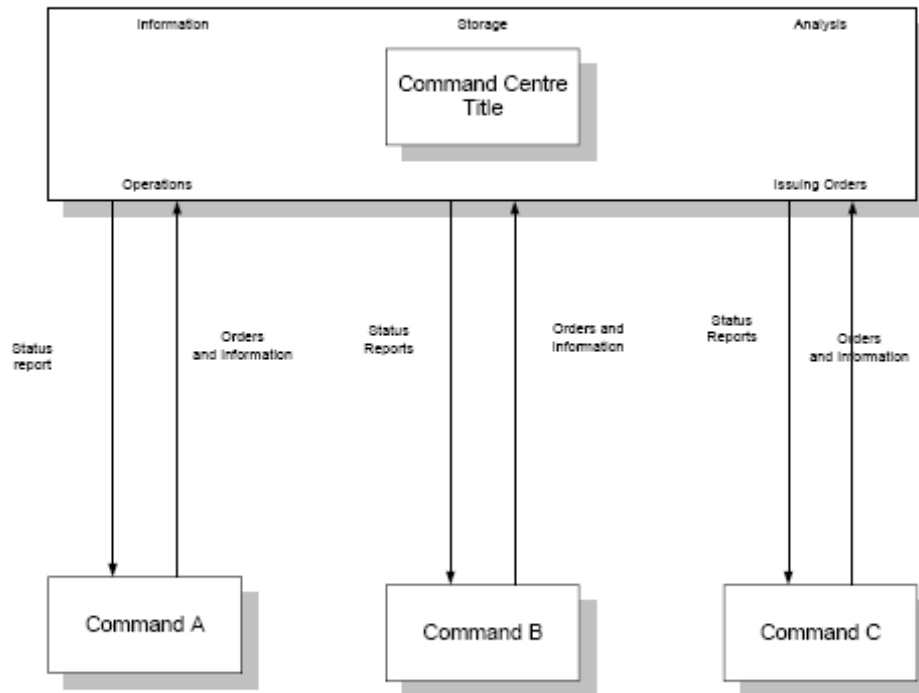 Information
Storage
Analysis
Command Centre
Title
Operations
Issuing Orders
Status
report
Orders
and Information
Status
Reports
Orders and
Information
Status
Reports
Orders
and Information
Command A
Command B
Command C